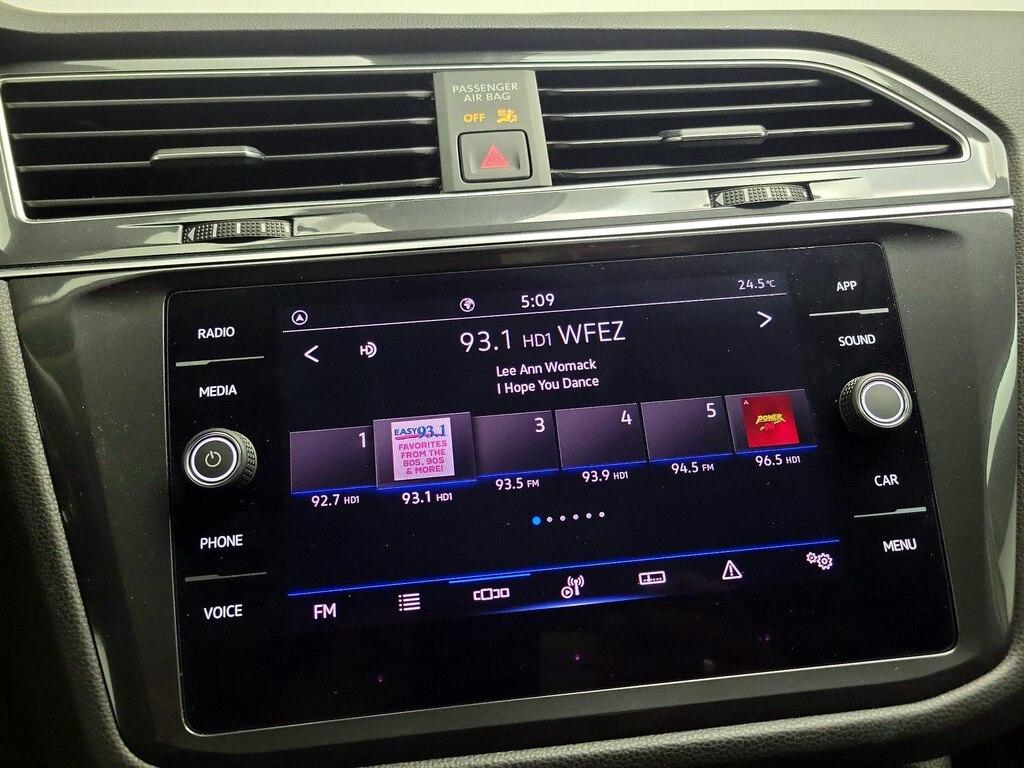 PASSENGER
AIR BAG
OFF
5:09
24.5°C
RADIO
MEDIA
PHONE
VOICE
APP
SOUND
CAR
MENU
HD
93.1 HD1 WFEZ
Lee Ann Womack
I Hope You Dance
1
3
4
5
EASY 93.1
FAVORITES
FROM THE
80S, 90S
& MORE!
POWER
92.7 HD1
93.1 HD1
93.5 FM
93.9 HD1
94.5 FM
96.5 HD1
FM